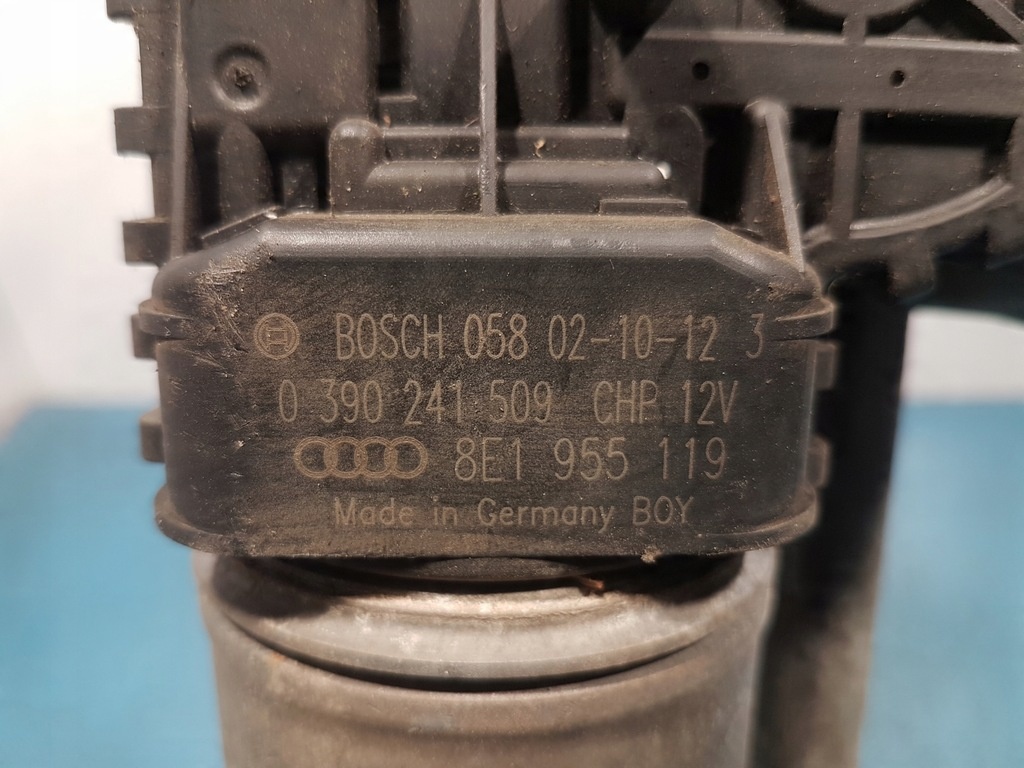 BOSCH 058 02-10-12 3
0 390 241 509 CHP 12V
8E1 955 119
Made in Germany BOY